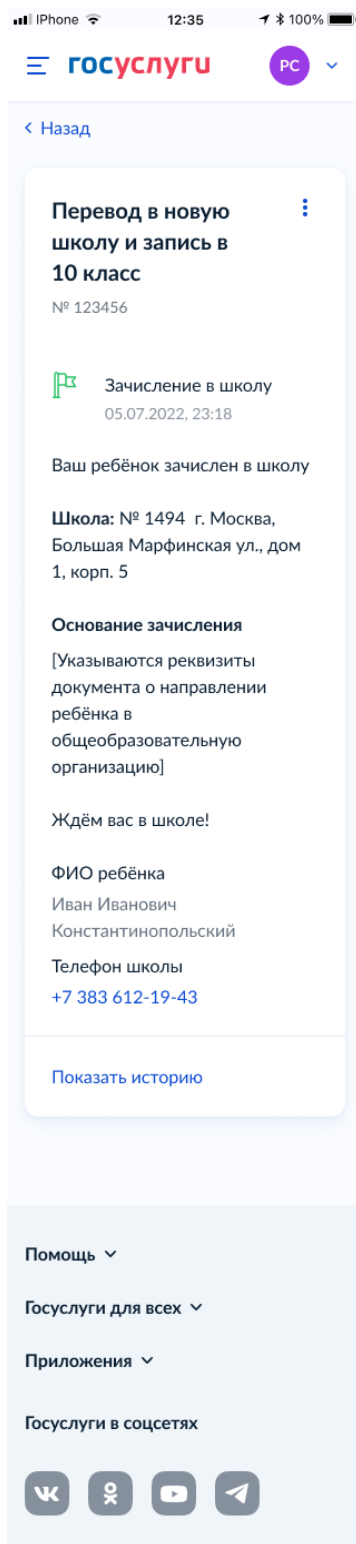 IPhone 12:35 100%
госуслуги РС
Назад
Перевод в новую
школу и запись в
10 класс
№ 123456
Зачисление в школу
05.07.2022, 23:18
Ваш ребёнок зачислен в школу
Школа: № 1494 г. Москва,
Большая Марфинская ул., дом
1, корп. 5
Основание зачисления
[Указываются реквизиты
документа о направлении
ребёнка в
общеобразовательную
организацию]
Ждём вас в школе!
ФИО ребёнка
Иван Иванович
Константинопольский
Телефон школы
+7 383 612-19-43
Показать историю
Помощь
Госуслуги для всех
Приложения
Госуслуги в соцсетях